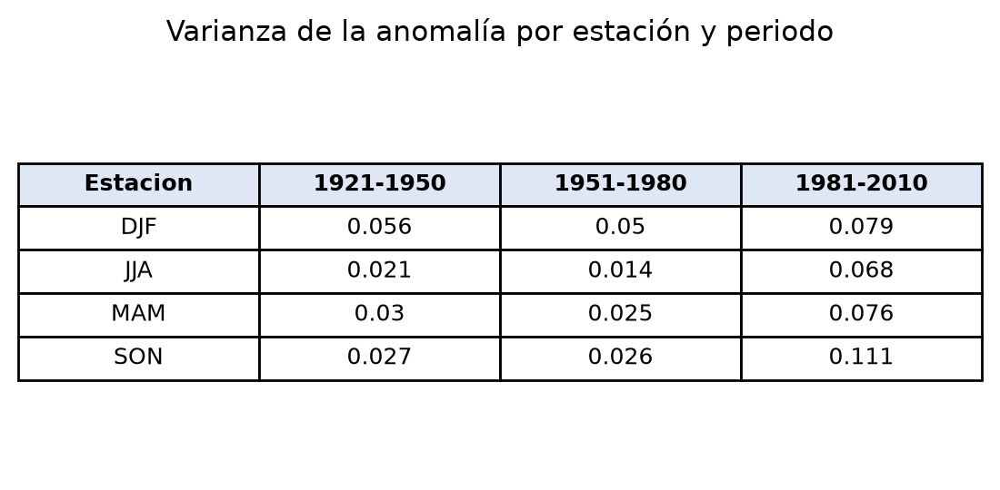 Varianza de la anomalía por estación y periodo
Estacion 1921-1950 1951-1980 1981-2010
DJF 0.056 0.05 0.079
JJA 0.021 0.014 0.068
MAM 0.03 0.025 0.076
SON 0.027 0.026 0.111